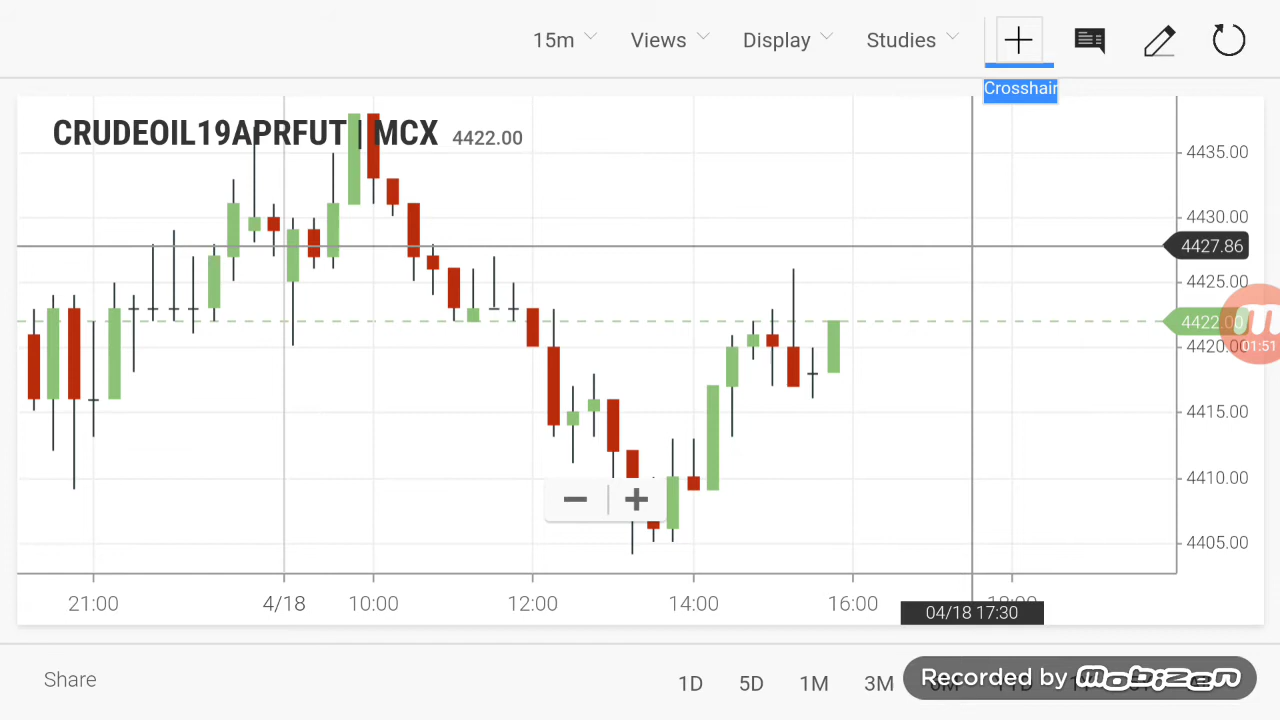 15m Views Display Studies
Crosshair
CRUDEOIL19APRFUT | MCX 4422.00
4435.00
4430.00
4427.86
4425.00
4422.00
4420.00
01:51
4415.00
4410.00
4405.00
21:00 4/18 10:00 12:00 14:00 16:00
04/18 17:30
Share 1D 5D 1M 3M
Recorded by mobizen